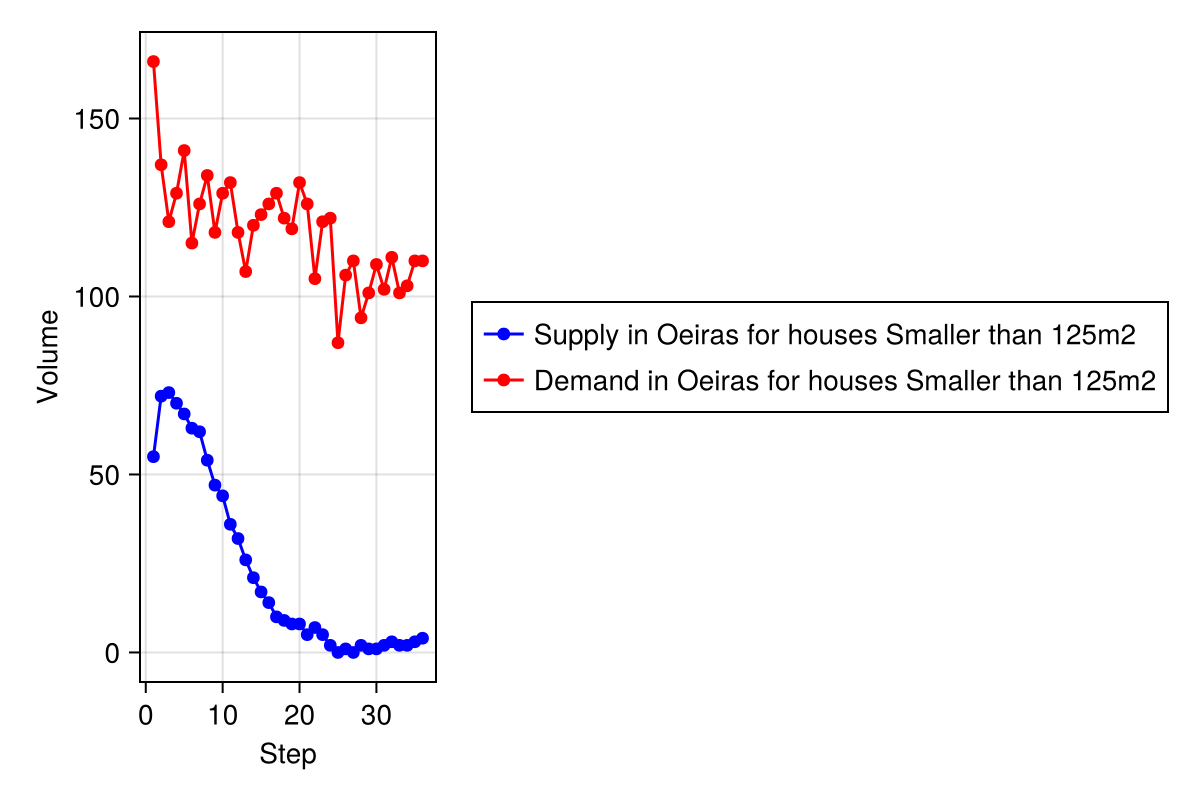 150
100
50
0
Volume
0 10 20 30
Step
Supply in Oeiras for houses Smaller than 125m2
Demand in Oeiras for houses Smaller than 125m2